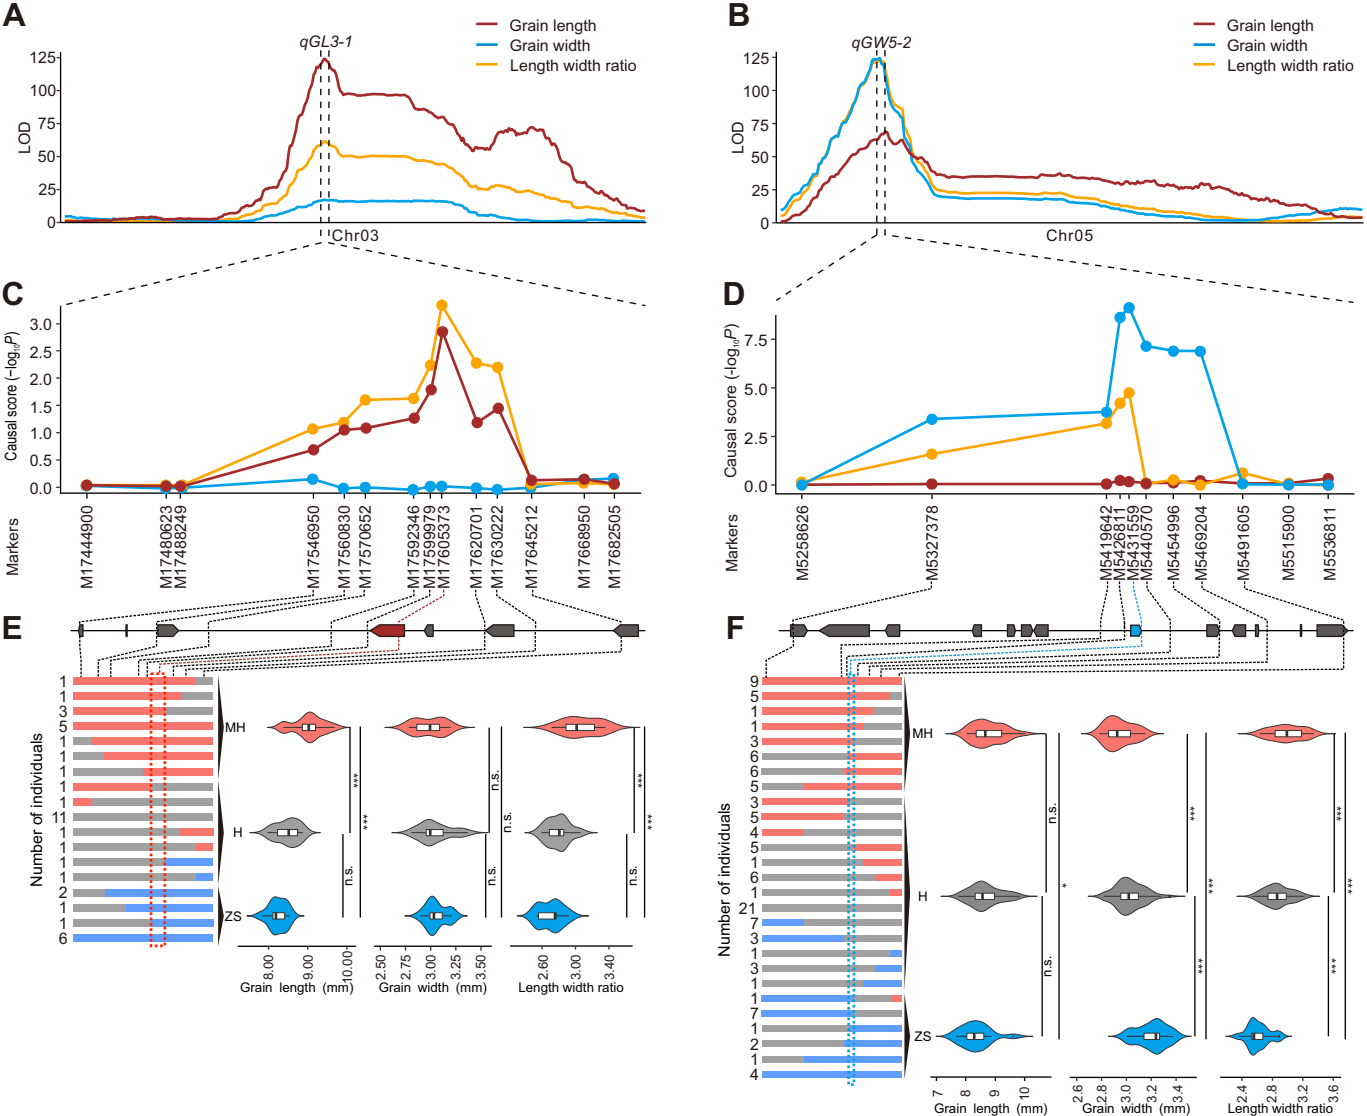 A
qGL3-1
Grain length
Grain width
Length width ratio
125
100
75
50
25
0
LOD
Chr03
B
qGW5-2
Grain length
Grain width
Length width ratio
125
100
75
50
25
0
LOD
Chr05
C
Causal score (−log₁₀P)
3.0
2.5
2.0
1.5
1.0
0.5
0.0
Markers
M17444900
M17480623
M17488249
M17546950
M17560830
M17570652
M17592346
M17599979
M17605373
M17620701
M17630222
M17645212
M17668950
M17682505
D
Causal score (-log₁₀P)
7.5
5.0
2.5
0.0
Markers
M5258626
M5327378
M5419642
M5426811
M5431559
M5440570
M5454996
M5469204
M5491605
M5515900
M5536811
E
Number of individuals
1
1
3
5
1
1
1
1
1
11
1
1
1
1
2
1
1
6
MH
H
ZS
***
***
n.s.
n.s.
n.s.
n.s.
***
***
n.s.
8.00
9.00
10.00
Grain length (mm)
2.50
2.75
3.00
3.25
3.50
Grain width (mm)
2.60
3.00
3.40
Length width ratio
F
Number of individuals
9
5
1
1
3
6
6
5
3
5
4
5
1
6
1
21
7
3
1
3
1
1
7
1
2
1
4
MH
H
ZS
n.s.
*
n.s.
***
***
***
***
***
***
7
8
9
10
Grain length (mm)
2.6
2.8
3.0
3.2
3.4
Grain width (mm)
2.4
2.8
3.2
3.6
Length width ratio